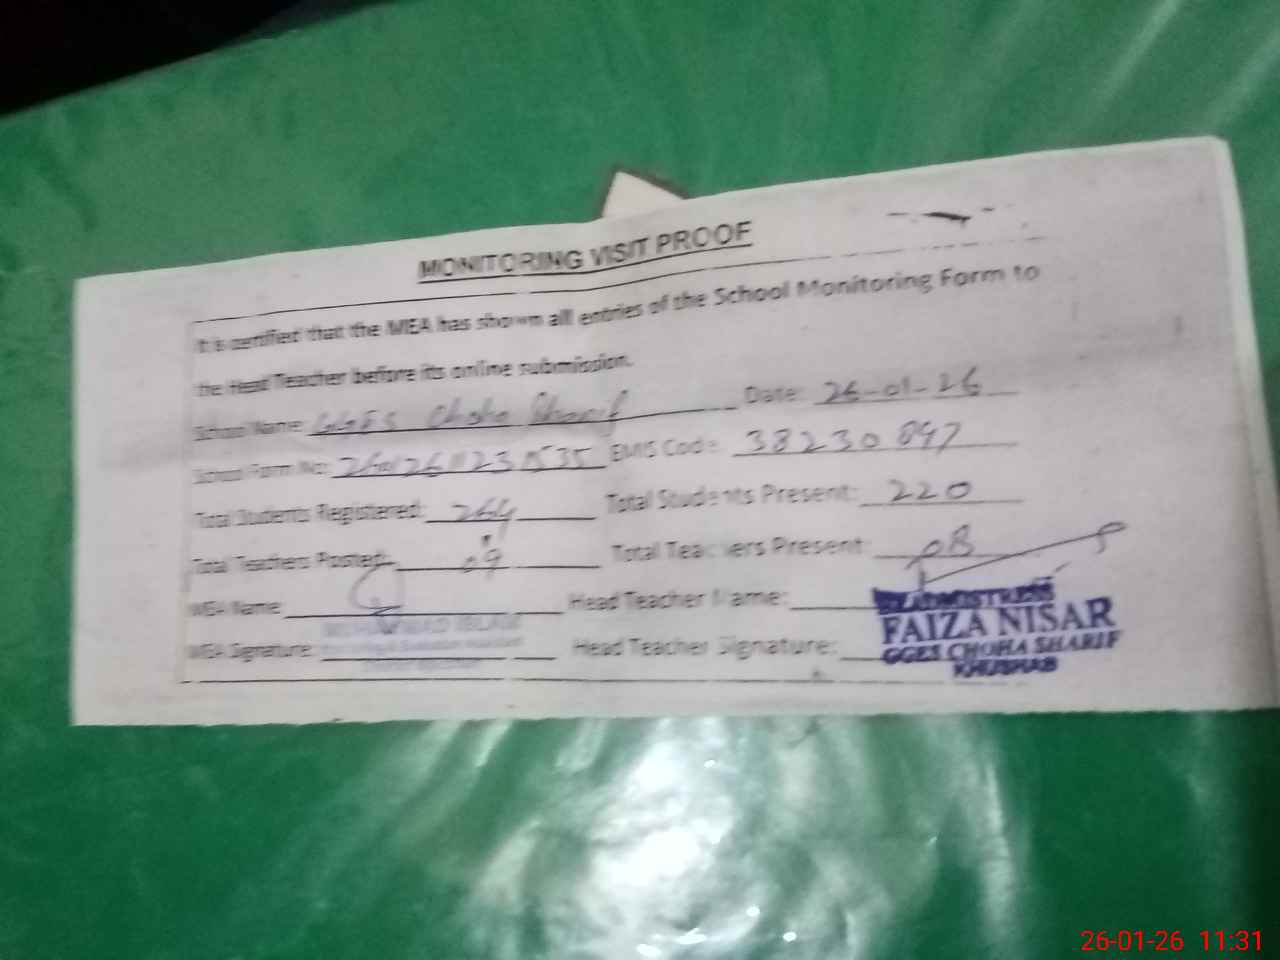 MONITORING VISIT PROOF
It is certified that the MEA has shown all entries of the School Monitoring Form to
the Head Teacher before its online submission.
School Name: GGES Choha Sharif Date: 26-01-26
School Form No: EMIS Code: 38230097
Total Students Registered: 264 Total Students Present: 220
Total Teachers Posted: 09 Total Teachers Present: 08
MEA Name: Head Teacher Name:
HEADMISTRESS
FAIZA NISAR
MEA Signature: Head Teacher Signature:
GGES CHOHA SHARIF
KHUSHAB
26-01-26 11:31